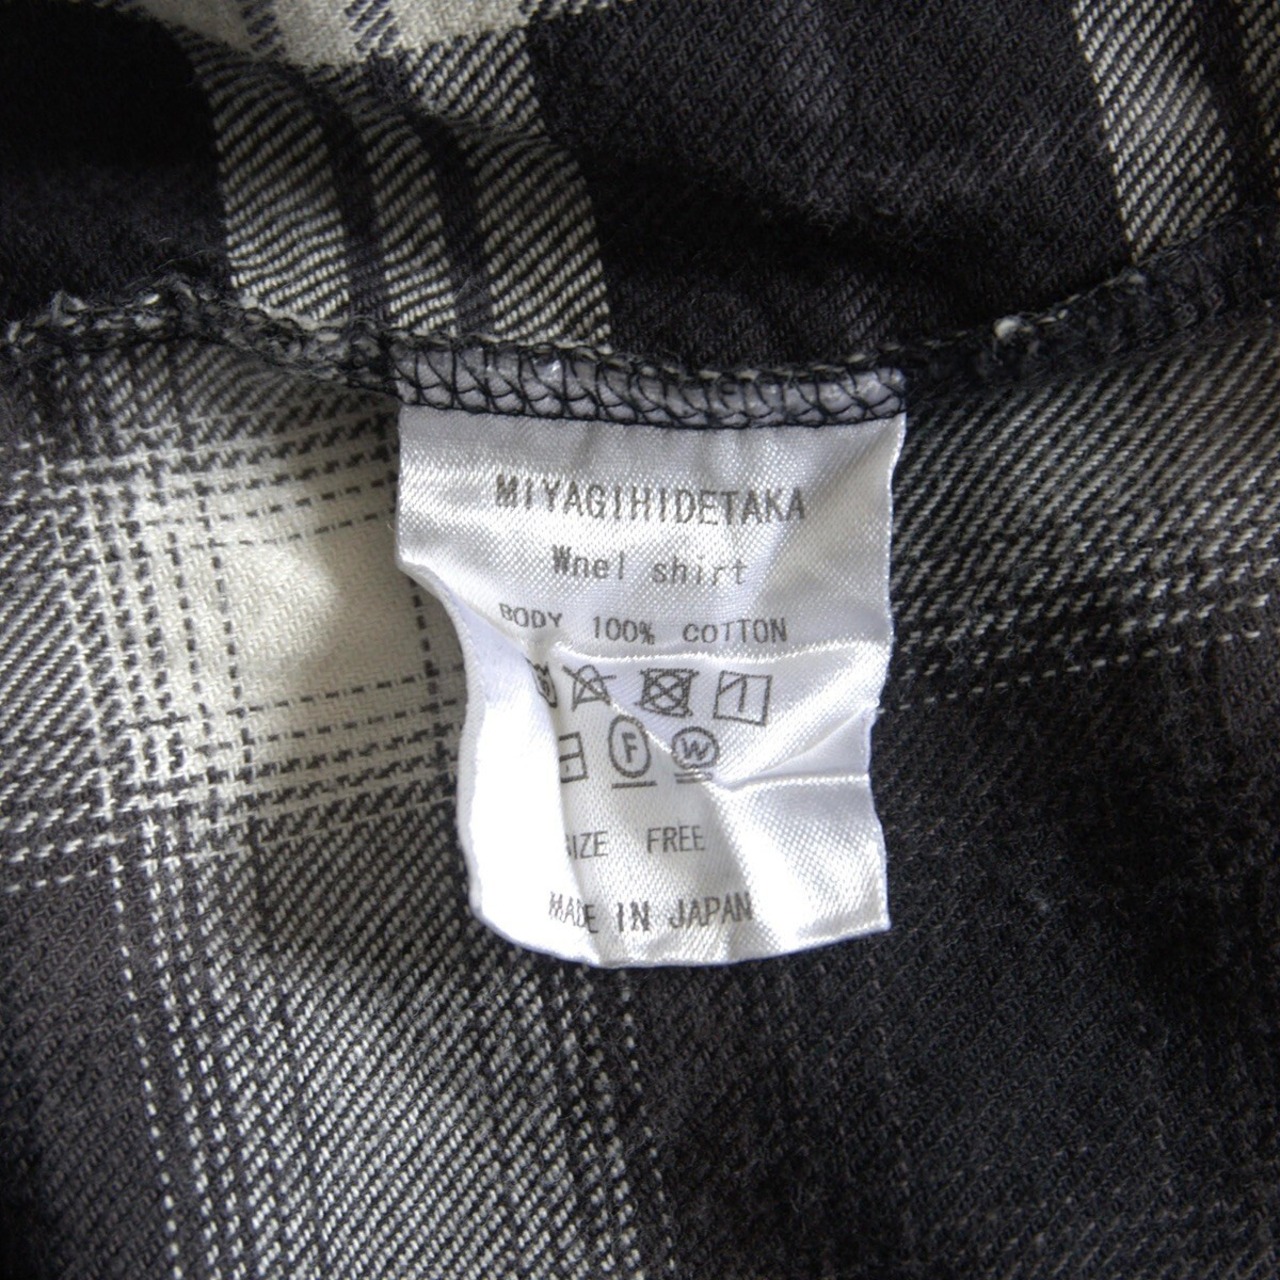 MIYAGIHIDETAKA
Wnel shirt
BODY 100% COTTON
F W
SIZE FREE
MADE IN JAPAN